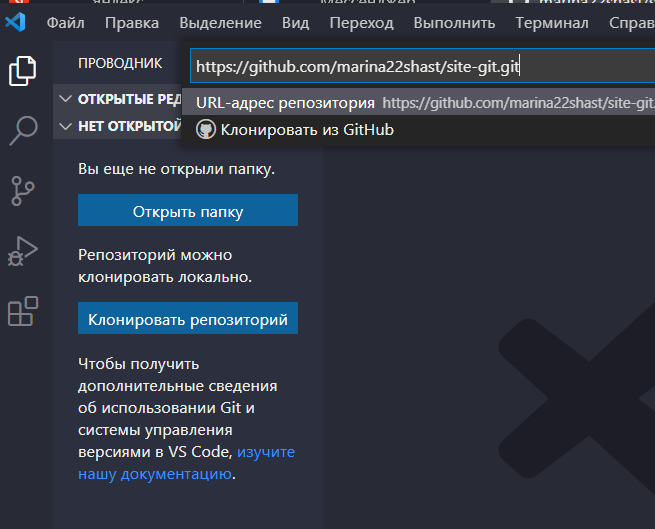 Яндекс
Мессенджер
marina22shast/
Файл Правка Выделение Вид Переход Выполнить Терминал Справ
ПРОВОДНИК
https://github.com/marina22shast/site-git.git
ОТКРЫТЫЕ РЕД
URL-адрес репозитория https://github.com/marina22shast/site-git.
НЕТ ОТКРЫТОЙ
Клонировать из GitHub
Вы еще не открыли папку.
Открыть папку
Репозиторий можно
клонировать локально.
Клонировать репозиторий
Чтобы получить
дополнительные сведения
об использовании Git и
системы управления
версиями в VS Code, изучите
нашу документацию.